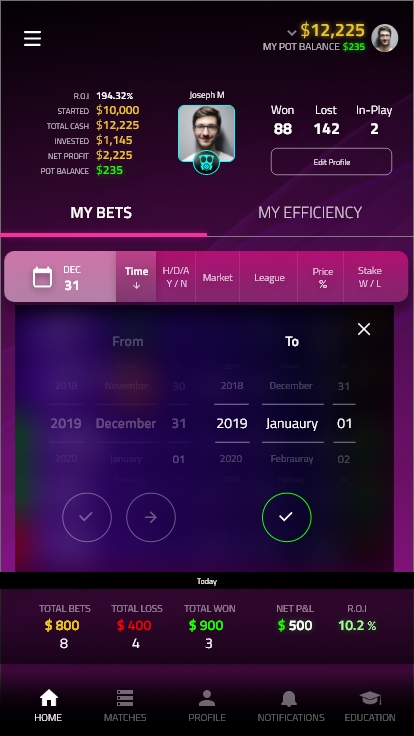 $12,225
MY POT BALANCE $235
R.O.I 194.32%
STARTED $10,000
TOTAL CASH $12,225
INVESTED $1,145
NET PROFIT $2,225
POT BALANCE $235
Joseph M
Won Lost In-Play
88 142 2
Edit Profile
MY BETS MY EFFICIENCY
DEC
31
Time
↓
H/D/A
Y / N
Market
League
Price
%
Stake
W / L
From To
2018 November 30 2018 December 31
2019 December 31 2019 Januaury 01
2020 January 01 2020 Febrauray 02
Today
TOTAL BETS TOTAL LOSS TOTAL WON NET P&L R.O.I
$ 800 $ 400 $ 900 $ 500 10.2 %
8 4 3
HOME MATCHES PROFILE NOTIFICATIONS EDUCATION